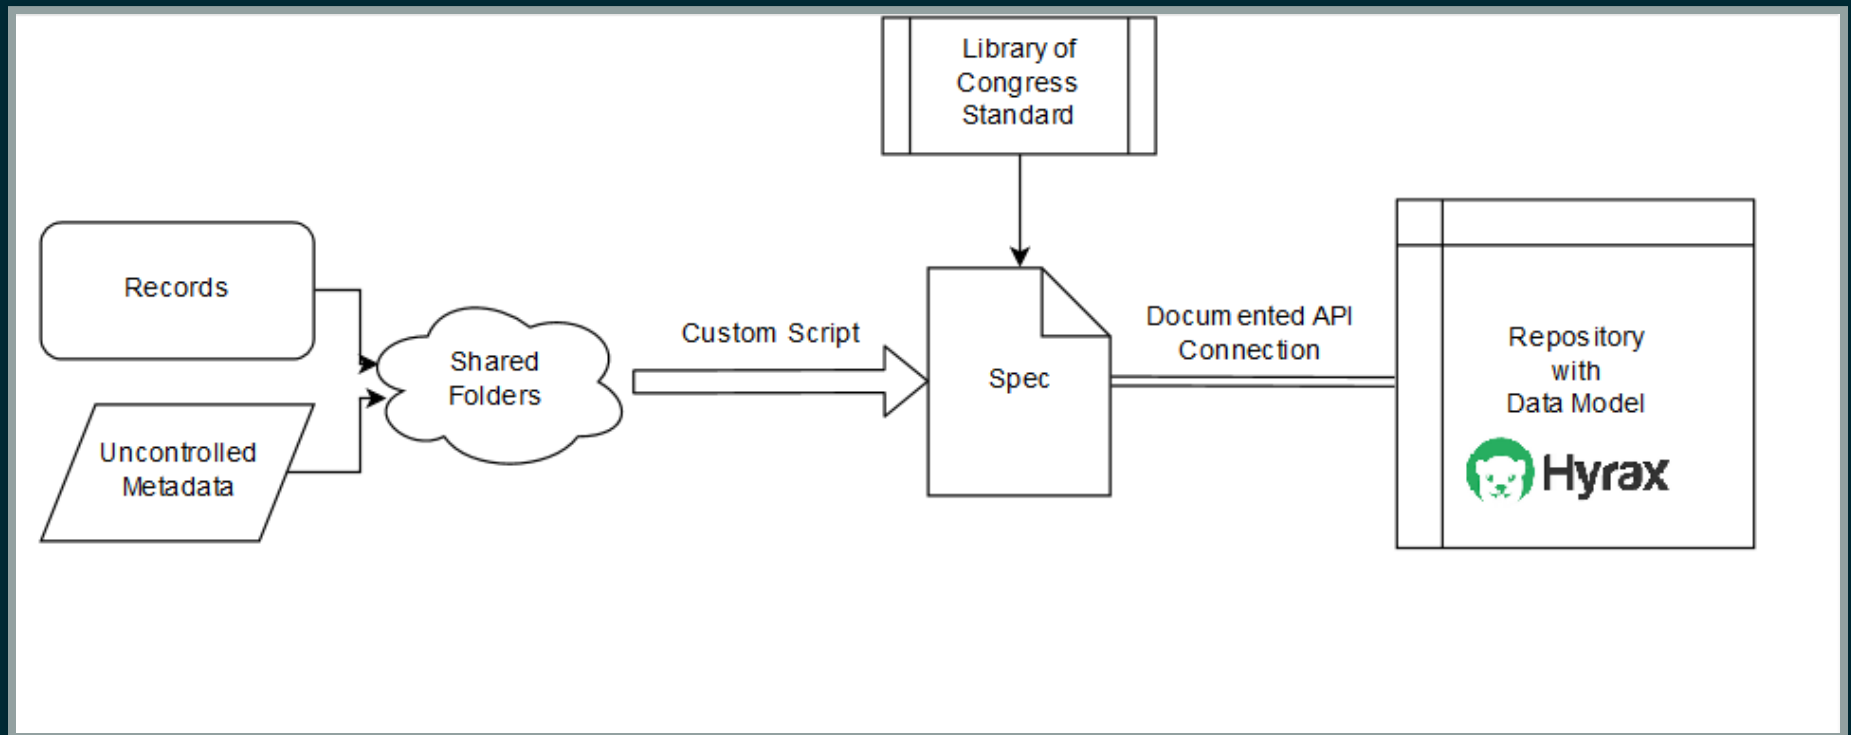 Library of
Congress
Standard
Records
Uncontrolled
Metadata
Shared
Folders
Custom Script
Spec
Documented API
Connection
Repository
with
Data Model
Hyrax